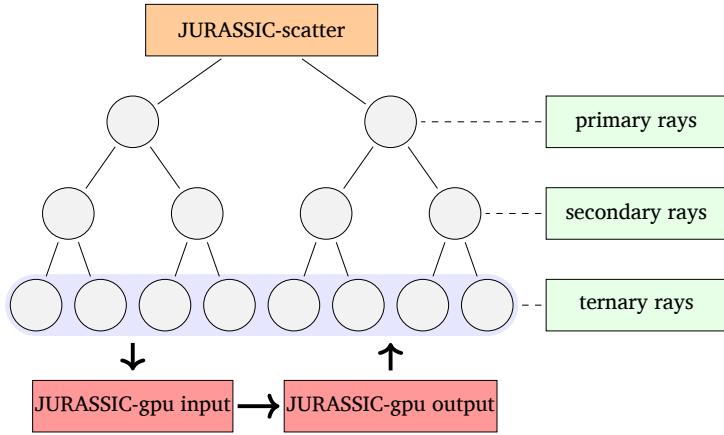 JURASSIC-scatter
primary rays
secondary rays
ternary rays
JURASSIC-gpu input
JURASSIC-gpu output